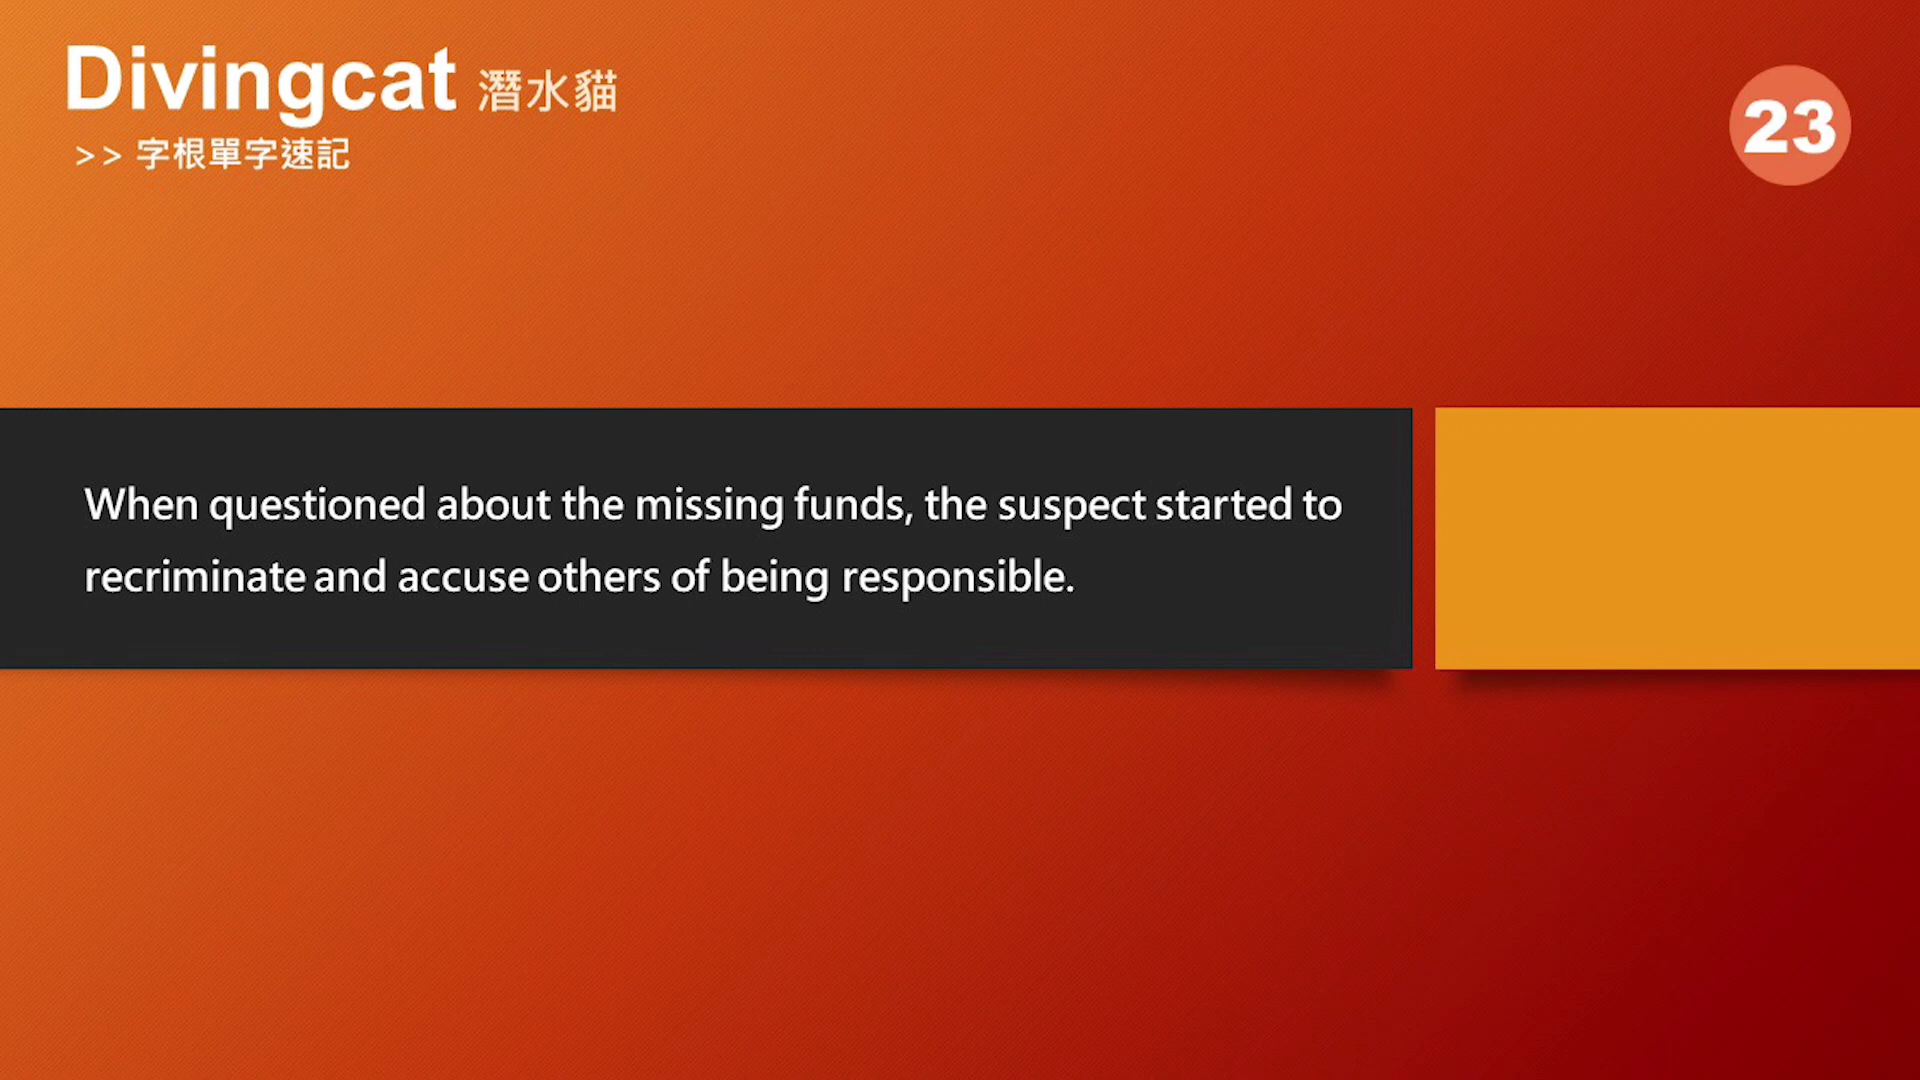 Divingcat 潛水貓
>> 字根單字速記
23
When questioned about the missing funds, the suspect started to
recriminate and accuse others of being responsible.